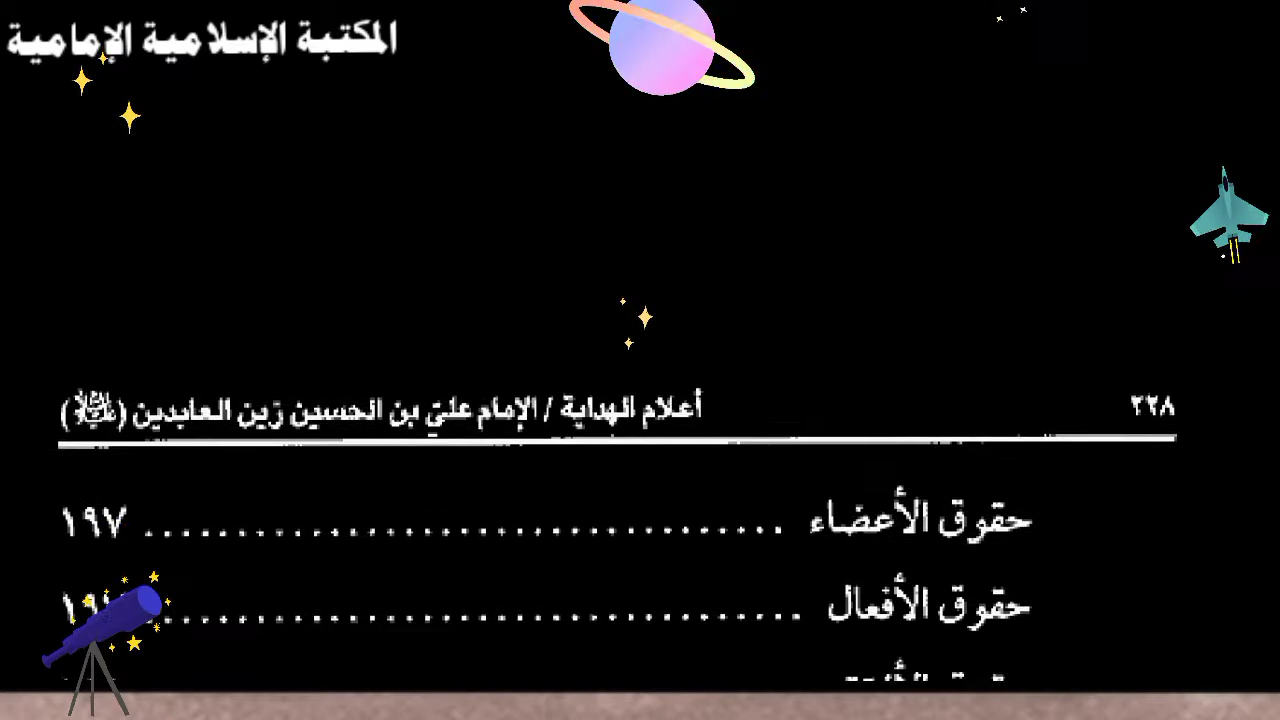 المكتبة الإسلامية الإمامية
٢٢٨ أعلام الهداية / الإمام عليّ بن الحسين زين العابدين (عليه السلام)
حقوق الأعضاء ................................... ١٩٧
حقوق الأفعال ...................................